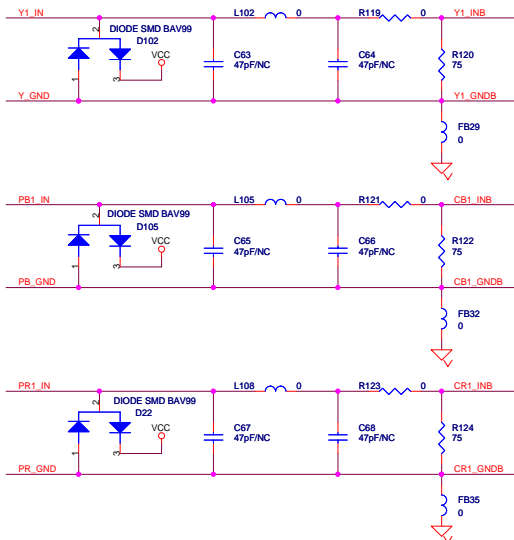 Y1_IN L102 0 R119 0 Y1_INB
2 DIODE SMD BAV99
D102
VCC
C63
47pF/NC
C64
47pF/NC
R120
75
1 3
Y_GND Y1_GNDB
FB29
0
PB1_IN L105 0 R121 0 CB1_INB
2 DIODE SMD BAV99
D105
VCC
C65
47pF/NC
C66
47pF/NC
R122
75
1 3
PB_GND CB1_GNDB
FB32
0
PR1_IN L108 0 R123 0 CR1_INB
2 DIODE SMD BAV99
D22
VCC
C67
47pF/NC
C68
47pF/NC
R124
75
1 3
PR_GND CR1_GNDB
FB35
0